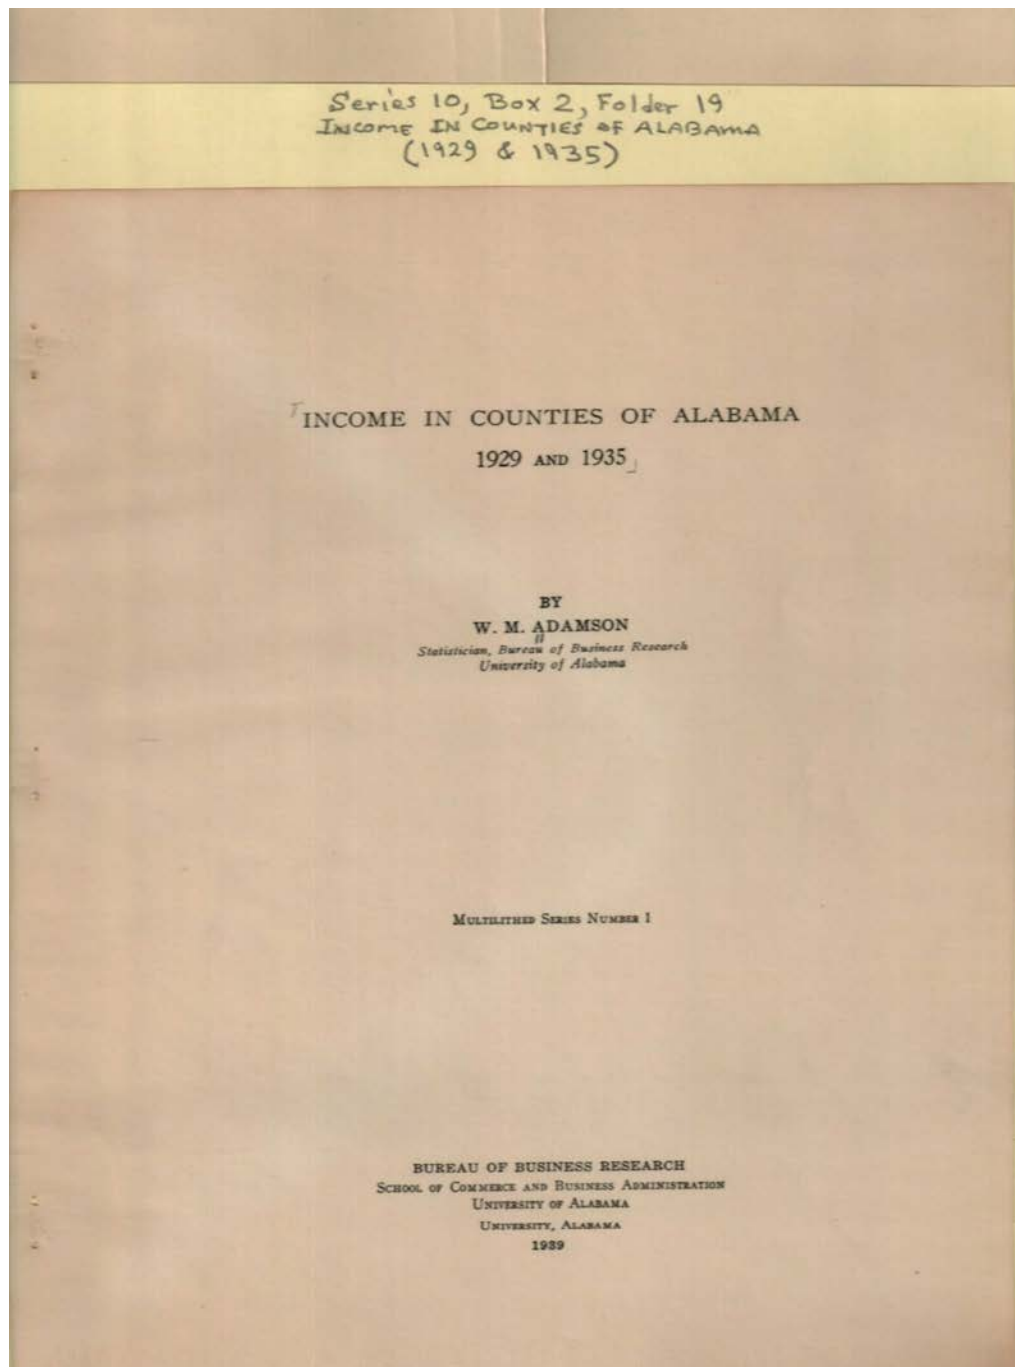 Series 10, Box 2, Folder 19
INCOME IN COUNTIES OF ALABAMA
(1929 & 1935)
INCOME IN COUNTIES OF ALABAMA
1929 AND 1935
BY
W. M. ADAMSON
Statistician, Bureau of Business Research
University of Alabama
MULTILITHED SERIES NUMBER 1
BUREAU OF BUSINESS RESEARCH
SCHOOL OF COMMERCE AND BUSINESS ADMINISTRATION
UNIVERSITY OF ALABAMA
UNIVERSITY, ALABAMA
1939